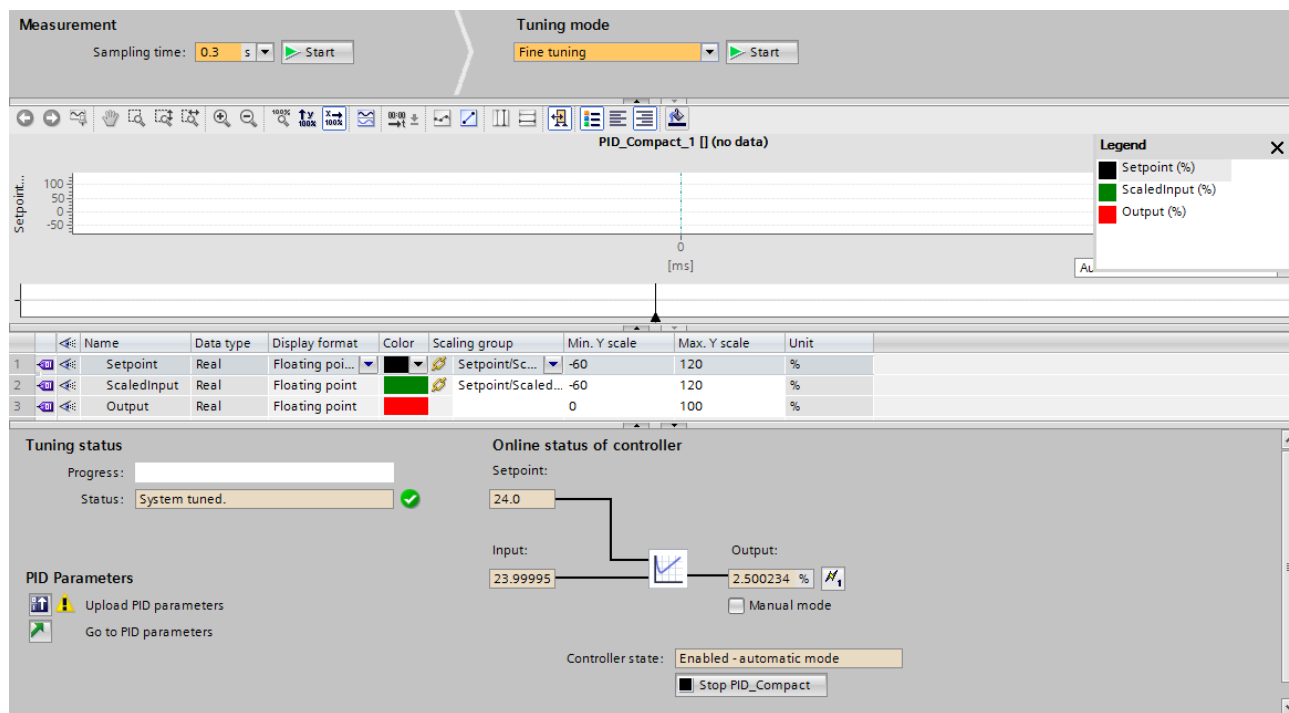 Measurement
Tuning mode
Sampling time: 0.3 s Start
Fine tuning Start
PID_Compact_1 [] (no data)
Legend
Setpoint (%)
ScaledInput (%)
Output (%)
Setpoint...
100
50
0
-50
0
[ms]
Au
Name Data type Display format Color Scaling group Min. Y scale Max. Y scale Unit
1 Setpoint Real Floating poi... Setpoint/Sc... -60 120 %
2 ScaledInput Real Floating point Setpoint/Scaled... -60 120 %
3 Output Real Floating point 0 100 %
Tuning status
Progress:
Status: System tuned.
PID Parameters
Upload PID parameters
Go to PID parameters
Online status of controller
Setpoint:
24.0
Input:
23.99995
Output:
2.500234 %
Manual mode
Controller state: Enabled - automatic mode
Stop PID_Compact